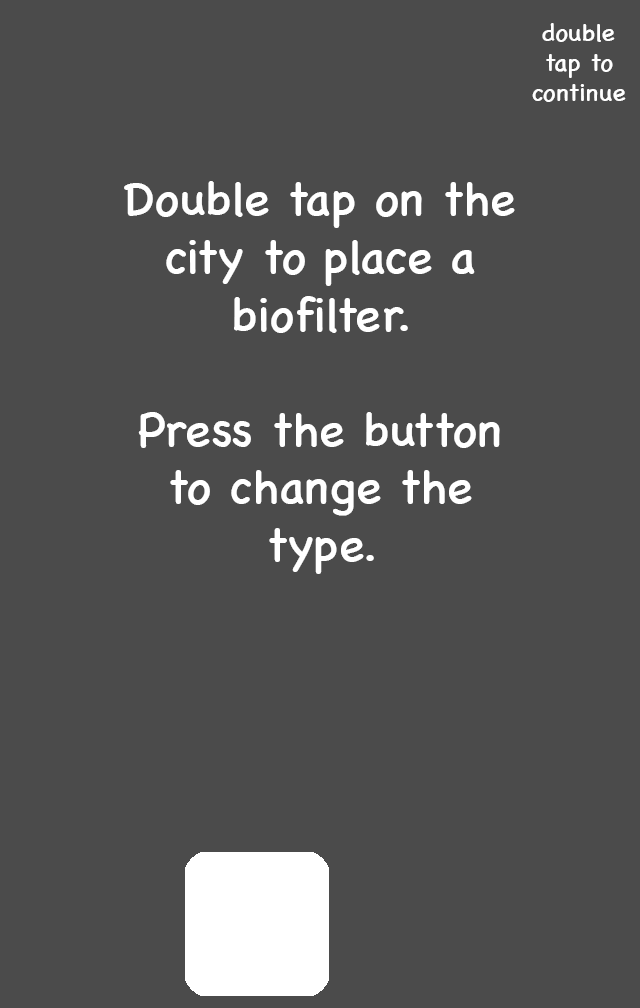 double
tap to
continue
Double tap on the
city to place a
biofilter.
Press the button
to change the
type.